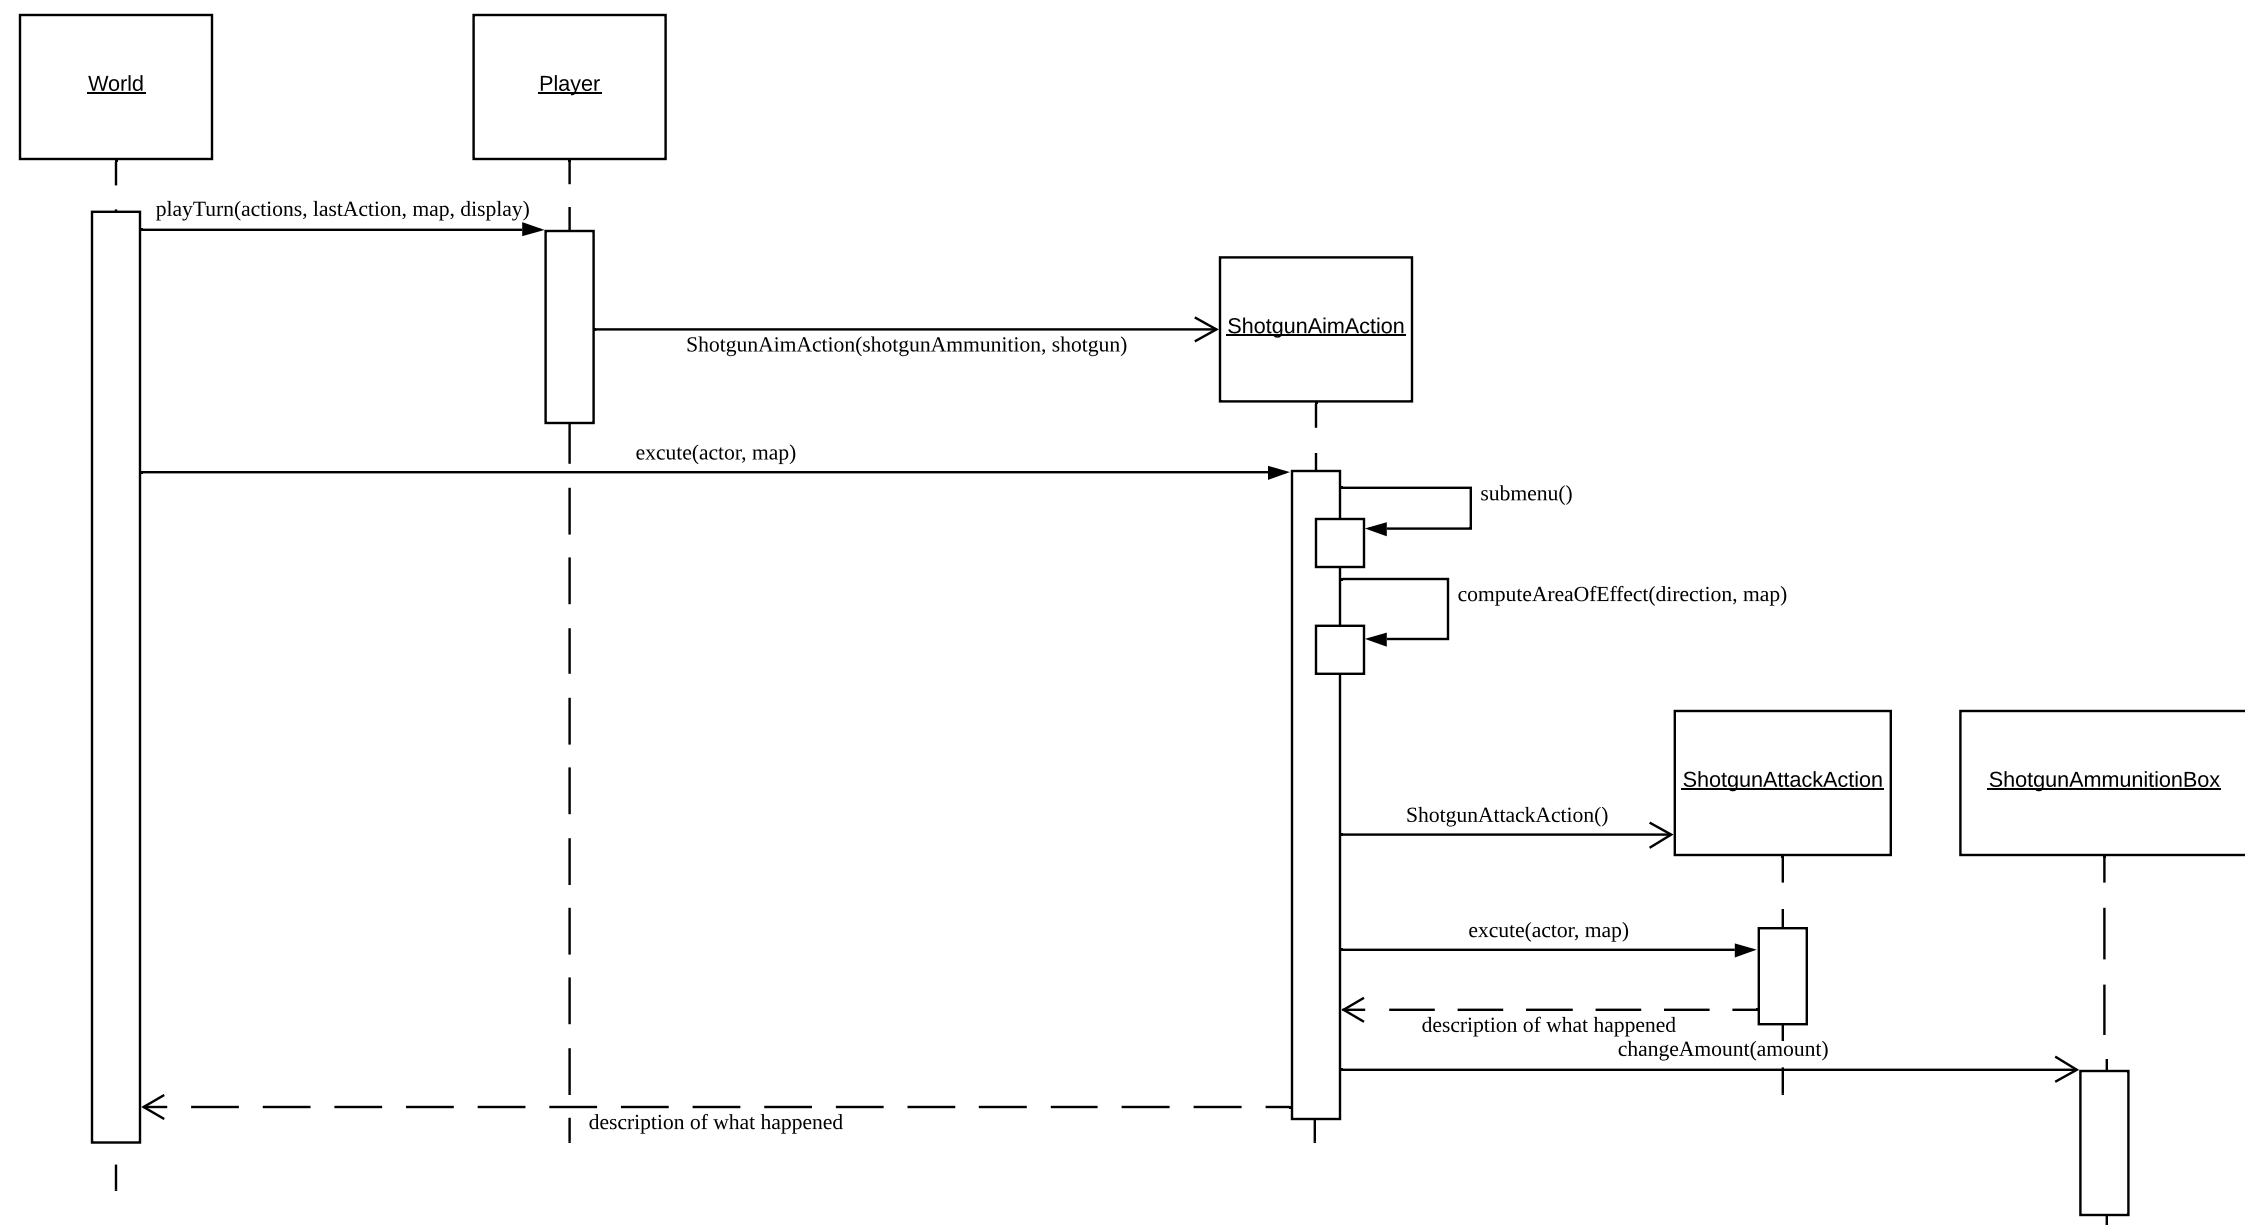 World
Player
playTurn(actions, lastAction, map, display)
ShotgunAimAction
ShotgunAimAction(shotgunAmmunition, shotgun)
excute(actor, map)
submenu()
computeAreaOfEffect(direction, map)
ShotgunAttackAction
ShotgunAmmunitionBox
ShotgunAttackAction()
excute(actor, map)
description of what happened
changeAmount(amount)
description of what happened